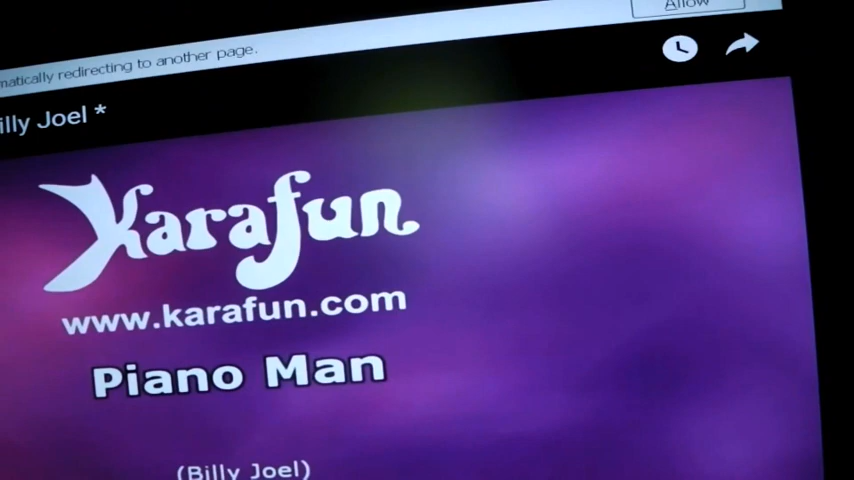 Allow
matically redirecting to another page.
illy Joel *
Karafun
www.karafun.com
Piano Man
(Billy Joel)